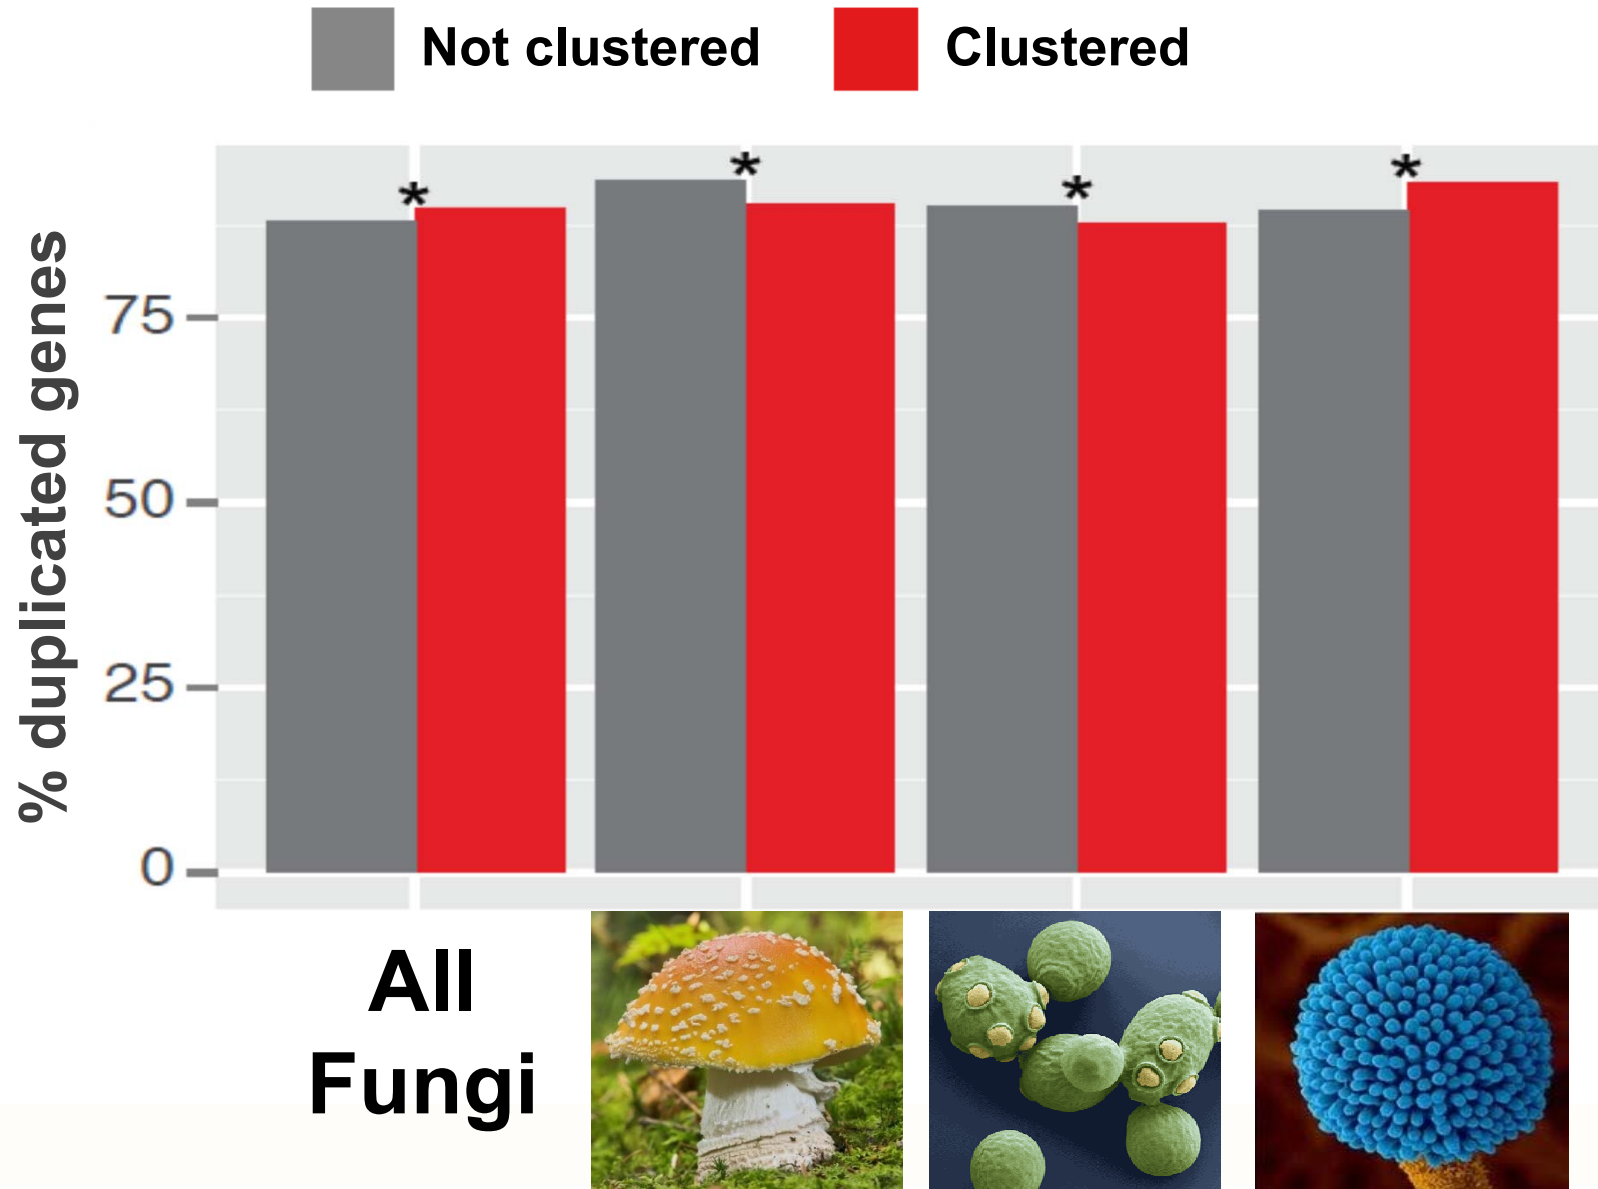 Not clustered
Clustered
% duplicated genes
*
*
*
*
75
50
25
0
All
Fungi